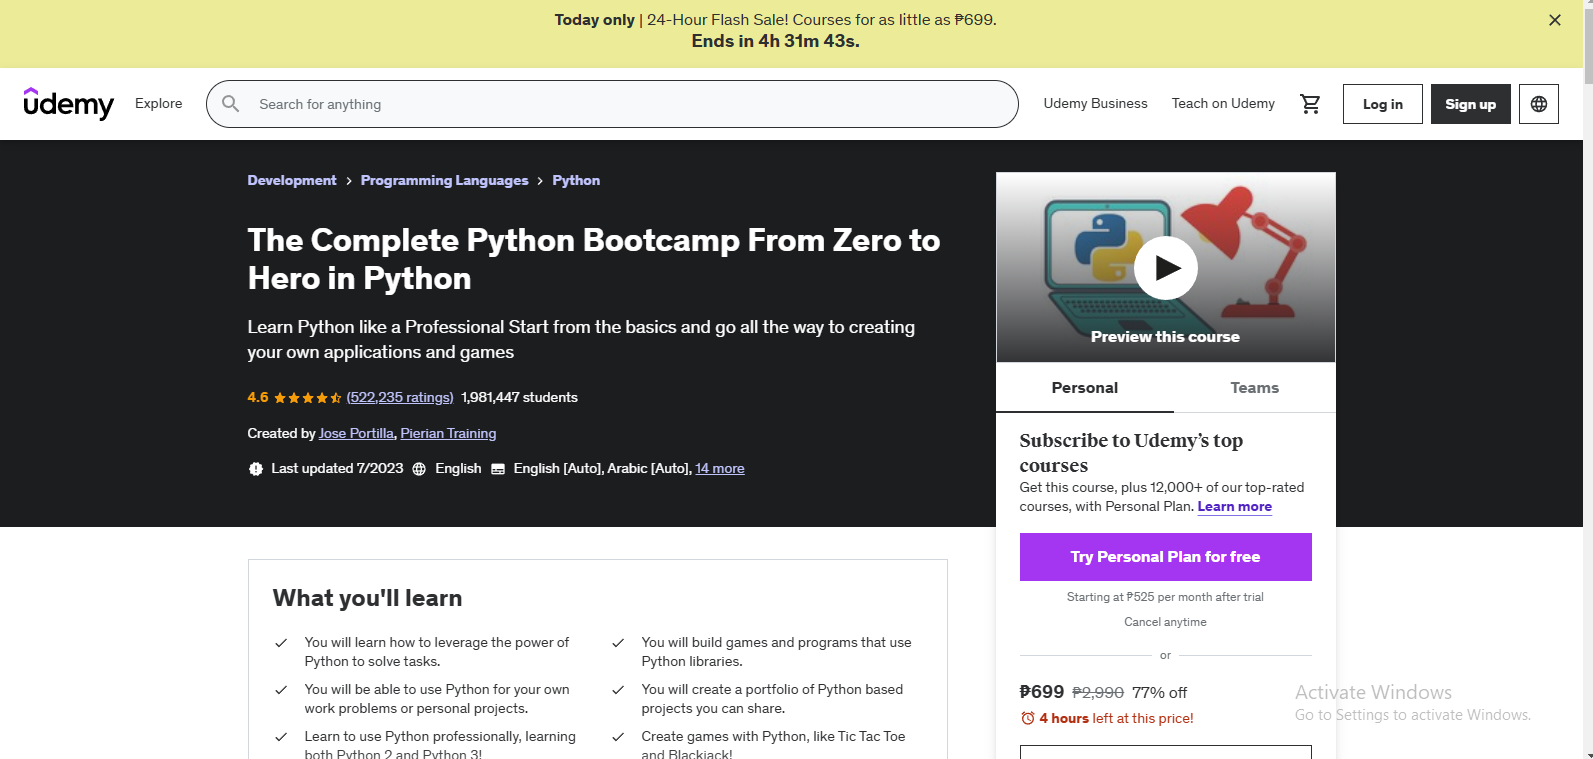 Today only | 24-Hour Flash Sale! Courses for as little as ₱699.
Ends in 4h 31m 43s.
udemy
Explore
Search for anything
Udemy Business
Teach on Udemy
Log in
Sign up
Development > Programming Languages > Python
The Complete Python Bootcamp From Zero to
Hero in Python
Learn Python like a Professional Start from the basics and go all the way to creating
your own applications and games
4.6 (522,235 ratings) 1,981,447 students
Created by Jose Portilla, Pierian Training
Last updated 7/2023 English English [Auto], Arabic [Auto], 14 more
Preview this course
Personal
Teams
Subscribe to Udemy's top
courses
Get this course, plus 12,000+ of our top-rated
courses, with Personal Plan. Learn more
Try Personal Plan for free
Starting at ₱525 per month after trial
Cancel anytime
or
₱699 ₱2,990 77% off
4 hours left at this price!
What you'll learn
You will learn how to leverage the power of
Python to solve tasks.
You will be able to use Python for your own
work problems or personal projects.
Learn to use Python professionally, learning
both Python 2 and Python 3!
You will build games and programs that use
Python libraries.
You will create a portfolio of Python based
projects you can share.
Create games with Python, like Tic Tac Toe
and Blackjack!
Activate Windows
Go to Settings to activate Windows.